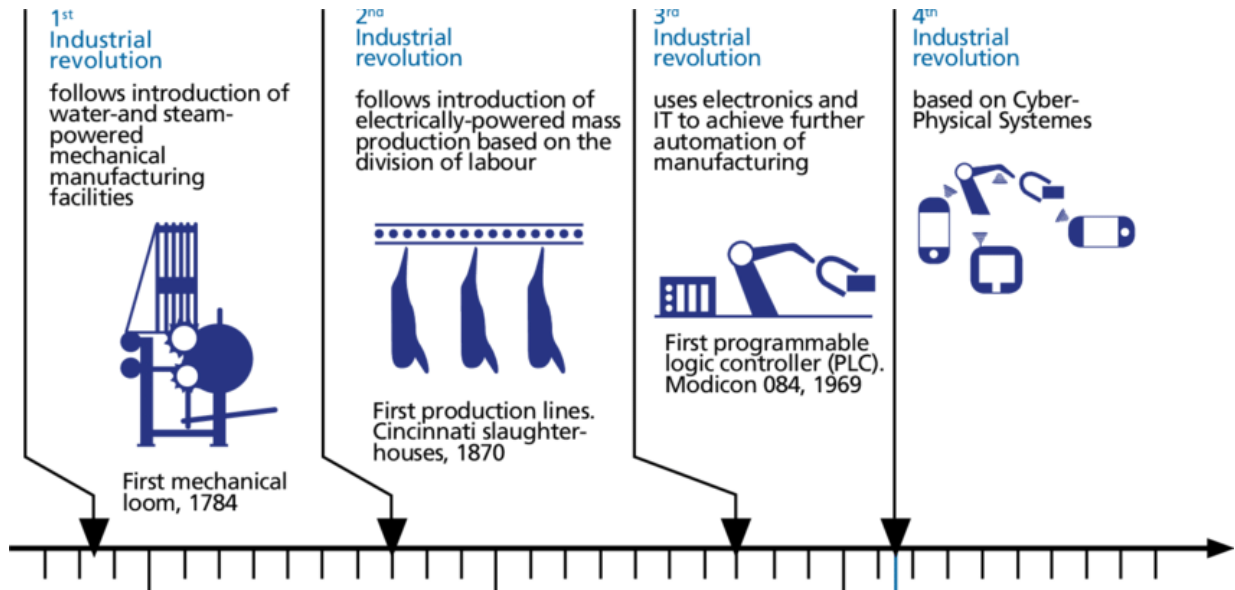 1st
Industrial
revolution
follows introduction of
water-and steam-
powered
mechanical
manufacturing
facilities
First mechanical
loom, 1784
2nd
Industrial
revolution
follows introduction of
electrically-powered mass
production based on the
division of labour
First production lines.
Cincinnati slaughter-
houses, 1870
3rd
Industrial
revolution
uses electronics and
IT to achieve further
automation of
manufacturing
First programmable
logic controller (PLC).
Modicon 084, 1969
4th
Industrial
revolution
based on Cyber-
Physical Systemes